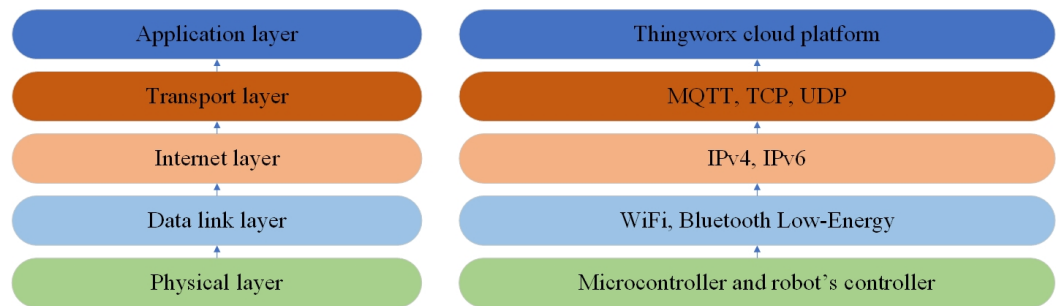 Application layer
Thingworx cloud platform
Transport layer
MQTT, TCP, UDP
Internet layer
IPv4, IPv6
Data link layer
WiFi, Bluetooth Low-Energy
Physical layer
Microcontroller and robot’s controller